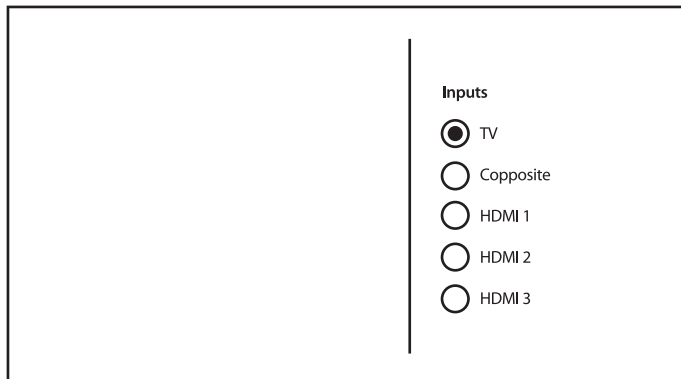 Inputs
TV
Copposite
HDMI 1
HDMI 2
HDMI 3